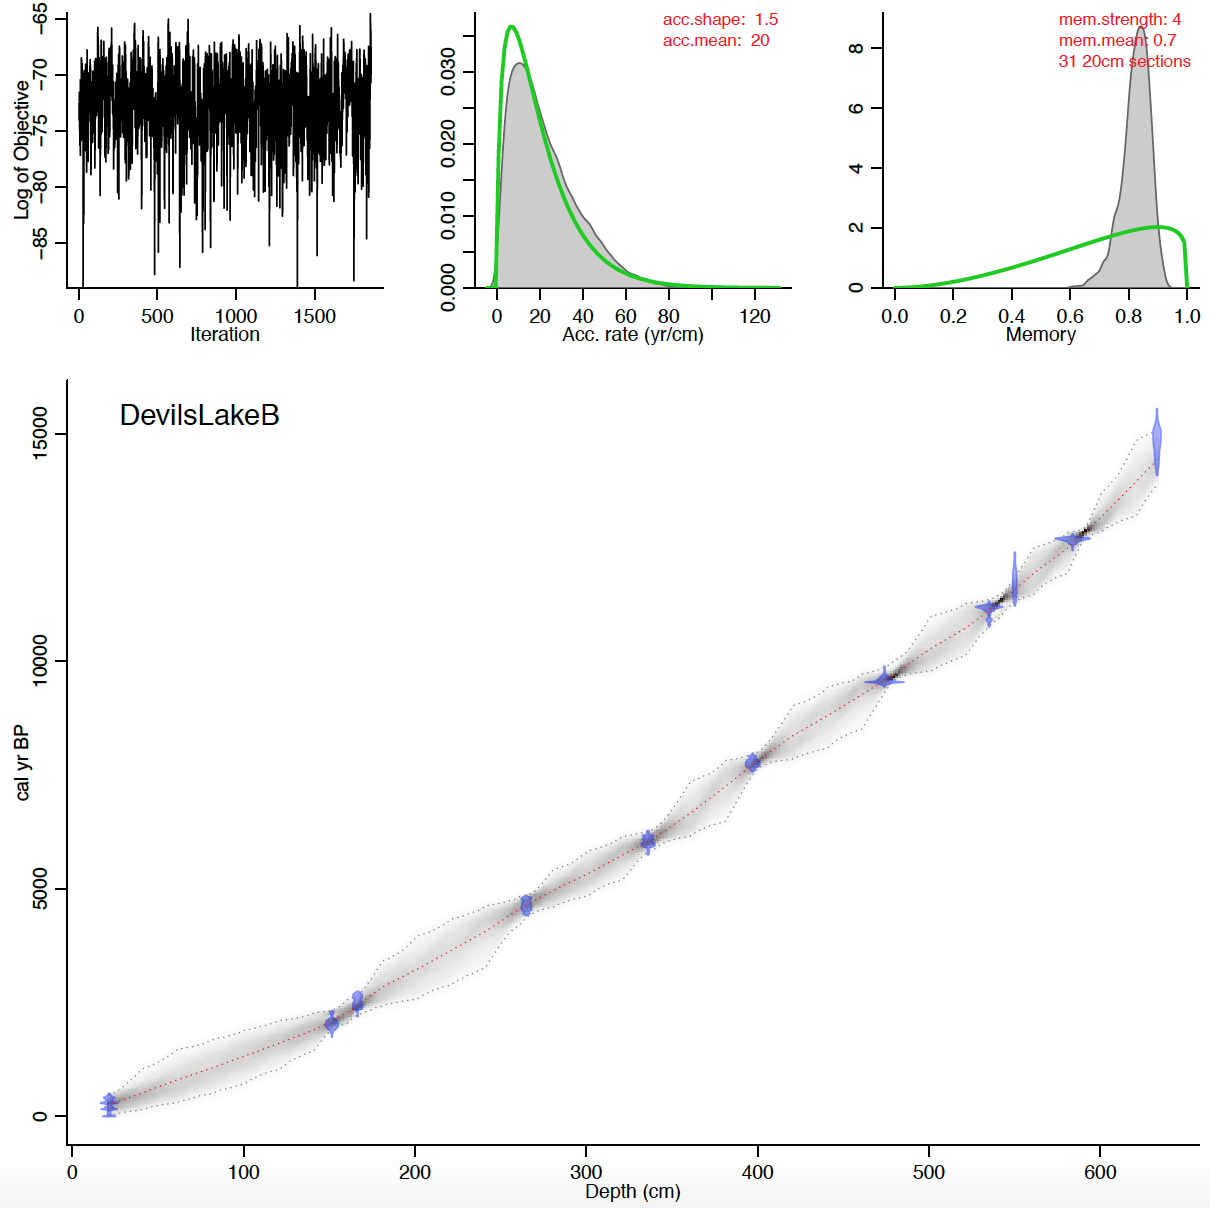 −65
−70
−75
−80
−85
Log of Objective
0 500 1000 1500
Iteration
acc.shape: 1.5
acc.mean: 20
0.030
0.020
0.010
0.000
0 20 40 60 80 120
Acc. rate (yr/cm)
mem.strength: 4
mem.mean: 0.7
31 20cm sections
8
6
4
2
0
0.0 0.2 0.4 0.6 0.8 1.0
Memory
DevilsLakeB
15000
10000
5000
0
cal yr BP
0 100 200 300 400 500 600
Depth (cm)